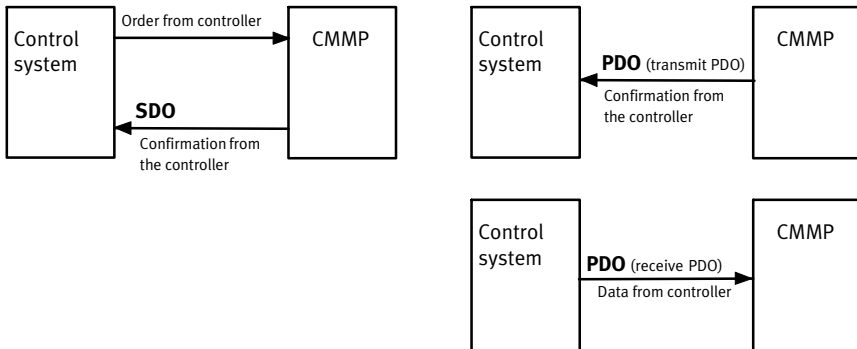 Order from controller
Control
system
CMMP
SDO
Confirmation from
the controller
Control
system
CMMP
PDO (transmit PDO)
Confirmation from
the controller
Control
system
CMMP
PDO (receive PDO)
Data from controller